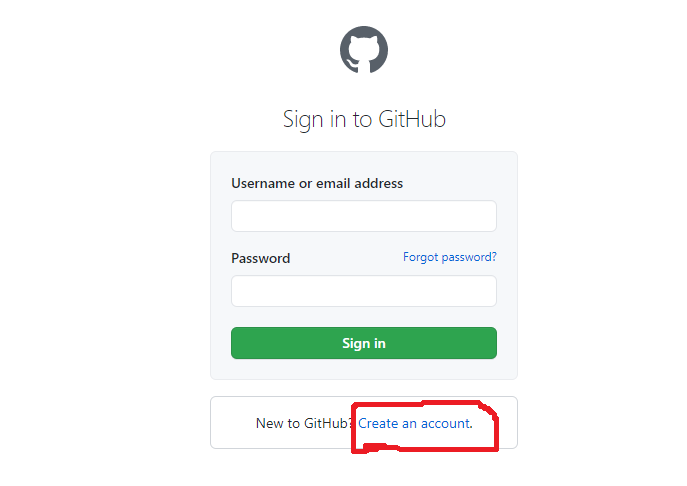 Sign in to GitHub
Username or email address
Password Forgot password?
Sign in
New to GitHub? Create an account.